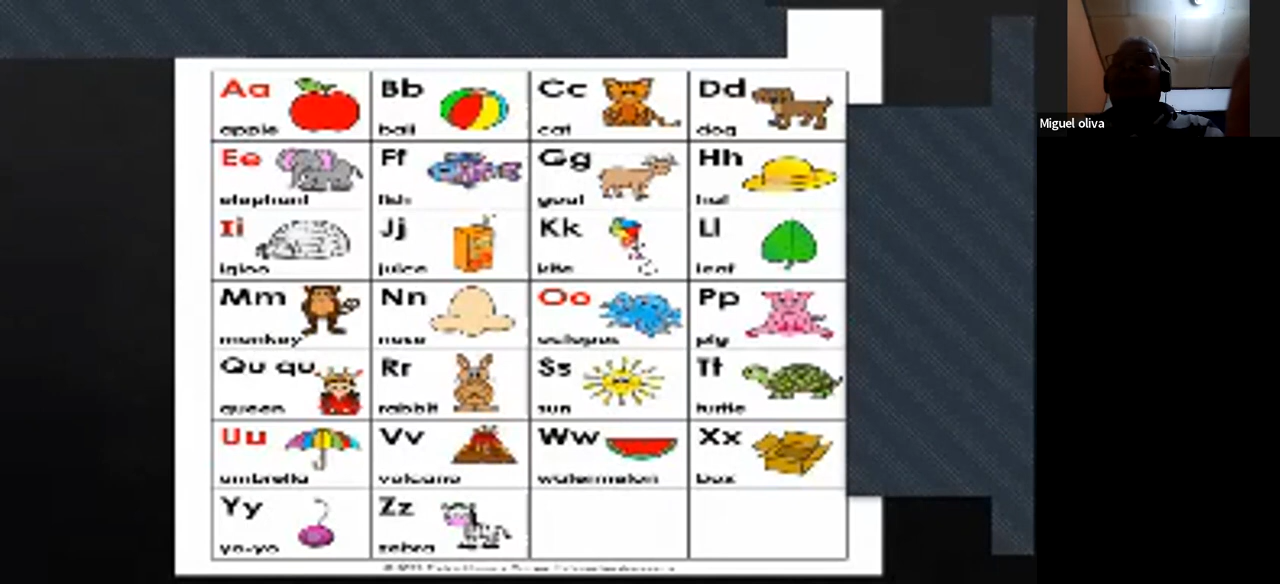 Aa
apple
Bb
ball
Cc
cat
Dd
dog
Ee
elephant
Ff
fish
Gg
goat
Hh
hat
Ii
igloo
Jj
juice
Kk
kite
Ll
leaf
Mm
monkey
Nn
nose
Oo
octopus
Pp
pig
Qu qu
queen
Rr
rabbit
Ss
sun
Tt
turtle
Uu
umbrella
Vv
volcano
Ww
watermelon
Xx
box
Yy
yo-yo
Zz
zebra
Miguel oliva